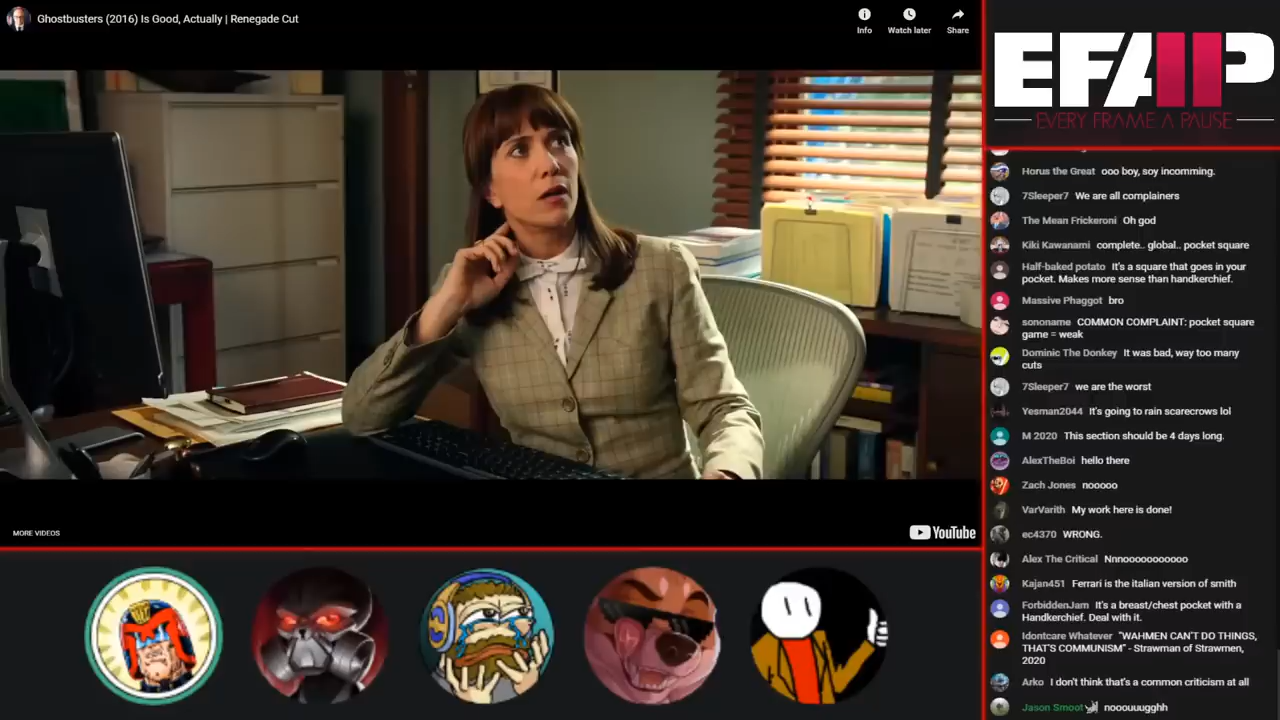 Ghostbusters (2016) Is Good, Actually | Renegade Cut
Info
Watch later
Share
MORE VIDEOS
YouTube
EFAP
EVERY FRAME A PAUSE
Horus the Great ooo boy, soy incomming.
7Sleeper7 We are all complainers
The Mean Frickeroni Oh god
Kiki Kawanami complete.. global.. pocket square
Half-baked potato It's a square that goes in your
pocket. Makes more sense than handkerchief.
Massive Phaggot bro
sononame COMMON COMPLAINT: pocket square
game = weak
Dominic The Donkey It was bad, way too many
cuts
7Sleeper7 we are the worst
Yesman2044 It's going to rain scarecrows lol
M 2020 This section should be 4 days long.
AlexTheBoi hello there
Zach Jones nooooo
VarVarith My work here is done!
ec4370 WRONG.
Alex The Critical Nnnooooooooooo
Kajan451 Ferrari is the italian version of smith
ForbiddenJam It's a breast/chest pocket with a
Handkerchief. Deal with it.
Idontcare Whatever "WAHMEN CAN'T DO THINGS,
THAT'S COMMUNISM" - Strawman of Strawmen,
2020
Arko I don't think that's a common criticism at all
Jason Smoot nooouuugghh